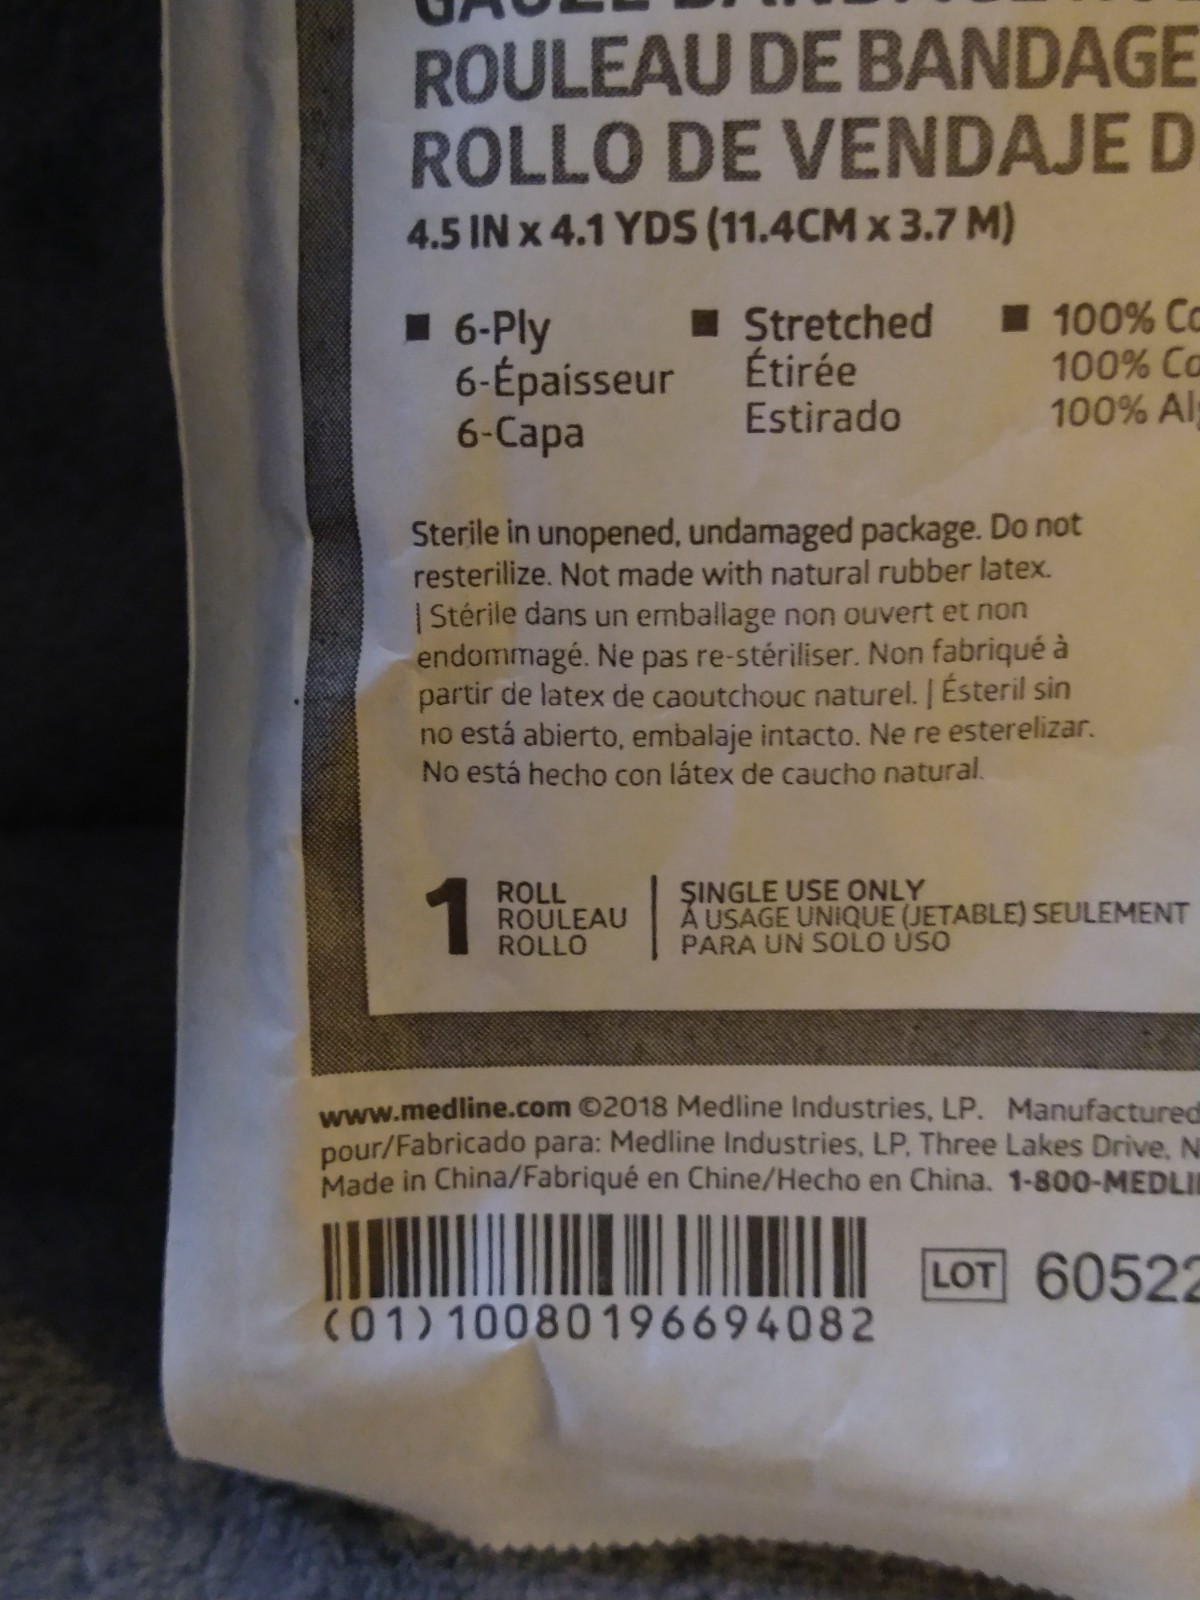 ROULEAU DE BANDAGE
ROLLO DE VENDAJE D
4.5 IN x 4.1 YDS (11.4CM x 3.7 M)
■ 6-Ply ■ Stretched ■ 100% Co
6-Épaisseur Étirée 100% Co
6-Capa Estirado 100% Alg
Sterile in unopened, undamaged package. Do not
resterilize. Not made with natural rubber latex.
| Stérile dans un emballage non ouvert et non
endommagé. Ne pas re-stériliser. Non fabriqué à
partir de latex de caoutchouc naturel. | Ésteril sin
no está abierto, embalaje intacto. Ne re esterelizar.
No está hecho con látex de caucho natural.
1 ROLL
ROULEAU
ROLLO
SINGLE USE ONLY
À USAGE UNIQUE (JETABLE) SEULEMENT
PARA UN SOLO USO
www.medline.com ©2018 Medline Industries, LP. Manufactured
pour/Fabricado para: Medline Industries, LP, Three Lakes Drive, N
Made in China/Fabriqué en Chine/Hecho en China. 1-800-MEDLI
LOT 60522
(01)10080196694082